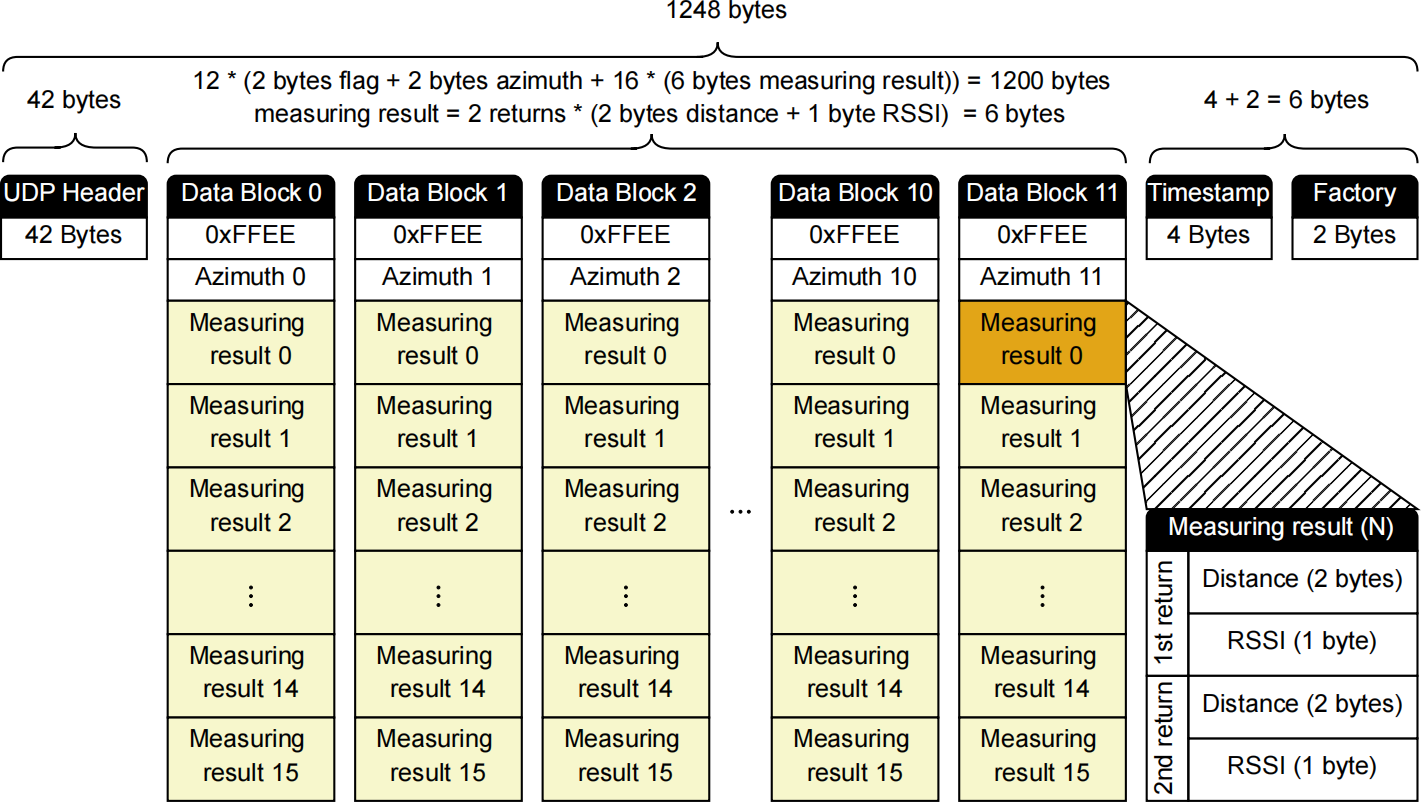 1248 bytes
12 * (2 bytes flag + 2 bytes azimuth + 16 * (6 bytes measuring result)) = 1200 bytes
measuring result = 2 returns * (2 bytes distance + 1 byte RSSI) = 6 bytes
42 bytes
4 + 2 = 6 bytes
UDP Header
42 Bytes
Data Block 0
0xFFEE
Azimuth 0
Measuring
result 0
Measuring
result 1
Measuring
result 2
⋮
Measuring
result 14
Measuring
result 15
Data Block 1
0xFFEE
Azimuth 1
Measuring
result 0
Measuring
result 1
Measuring
result 2
⋮
Measuring
result 14
Measuring
result 15
Data Block 2
0xFFEE
Azimuth 2
Measuring
result 0
Measuring
result 1
Measuring
result 2
⋮
Measuring
result 14
Measuring
result 15
...
Data Block 10
0xFFEE
Azimuth 10
Measuring
result 0
Measuring
result 1
Measuring
result 2
⋮
Measuring
result 14
Measuring
result 15
Data Block 11
0xFFEE
Azimuth 11
Measuring
result 0
Measuring
result 1
Measuring
result 2
⋮
Measuring
result 14
Measuring
result 15
Timestamp
4 Bytes
Factory
2 Bytes
Measuring result (N)
1st return
Distance (2 bytes)
RSSI (1 byte)
2nd return
Distance (2 bytes)
RSSI (1 byte)